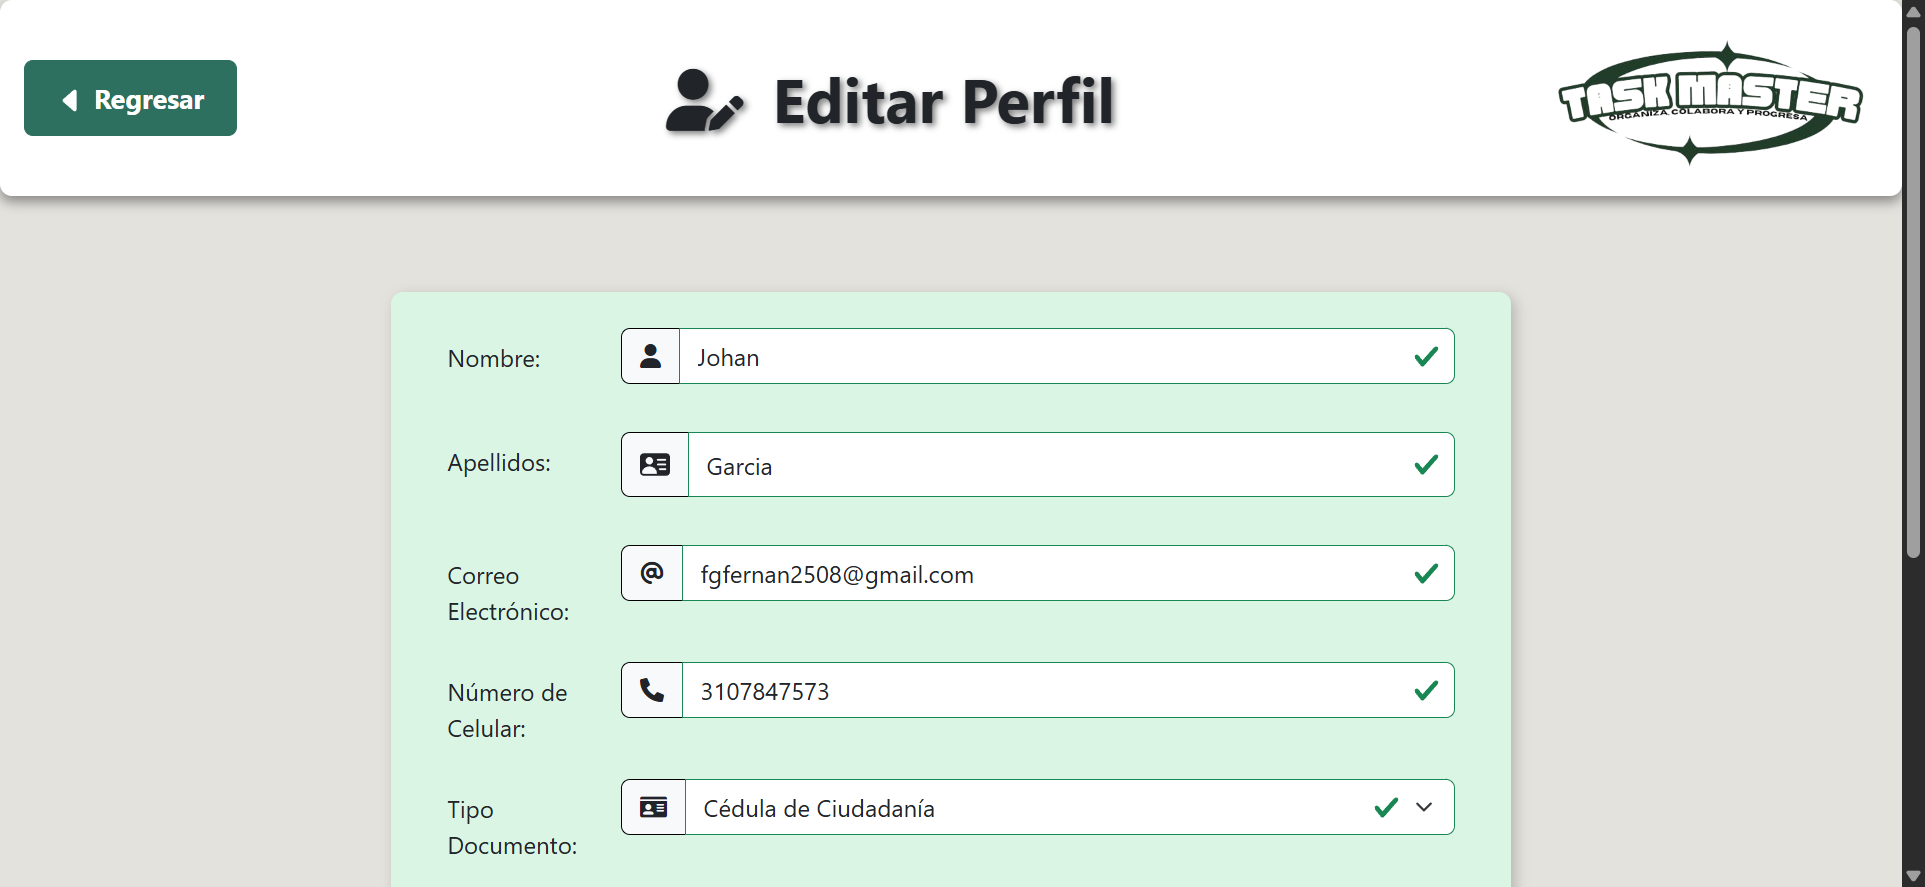 Regresar
Editar Perfil
TASK MASTER
ORGANIZA, COLABORA Y PROGRESA
Nombre:
Johan
Apellidos:
Garcia
Correo
Electrónico:
fgfernan2508@gmail.com
Número de
Celular:
3107847573
Tipo
Documento:
Cédula de Ciudadanía